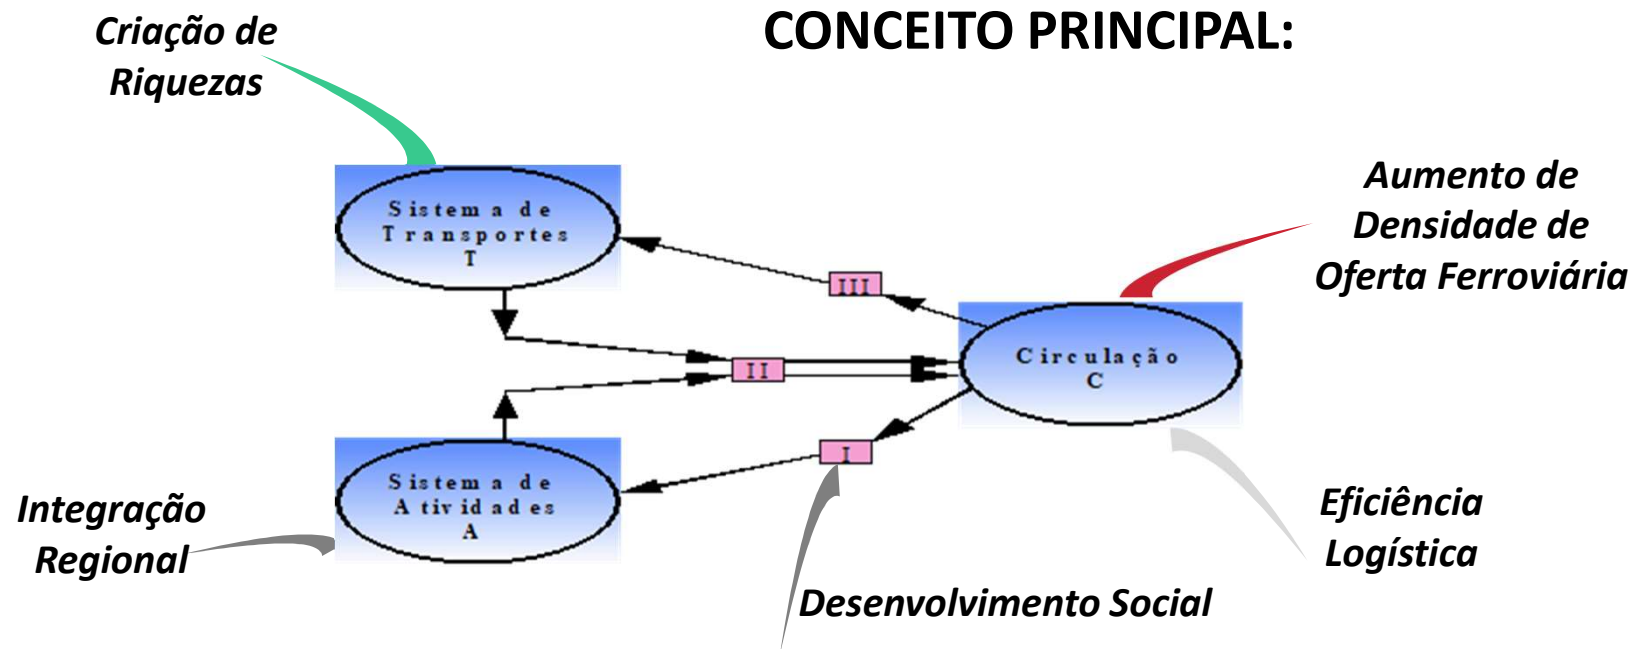 CONCEITO PRINCIPAL:
Criação de
Riquezas
Sistema de
Transportes
T
Aumento de
Densidade de
Oferta Ferroviária
III
Circulação
C
II
I
Sistema de
Atividades
A
Integração
Regional
Eficiência
Logística
Desenvolvimento Social